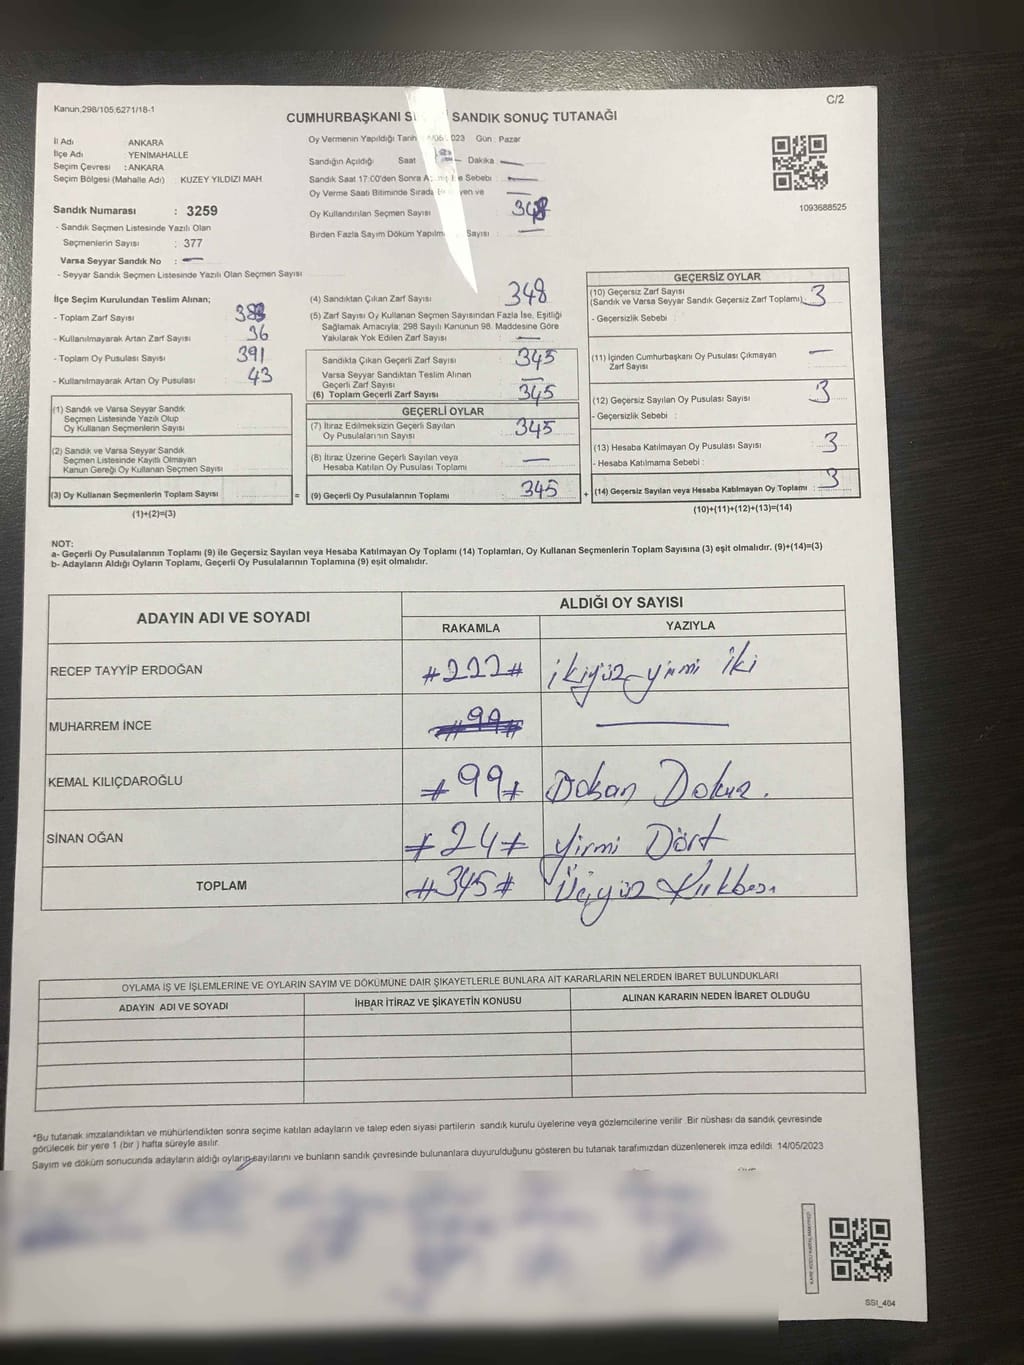 Kanun;298/105;6271/18-1
C/2
CUMHURBAŞKANI SANDIK SONUÇ TUTANAĞI
İl Adı ANKARA
İlçe Adı : YENİMAHALLE
Seçim Çevresi : ANKARA
Seçim Bölgesi (Mahalle Adı) : KUZEY YILDIZI MAH
Sandık Numarası : 3259
- Sandık Seçmen Listesinde Yazılı Olan
Seçmenlerin Sayısı : 377
Varsa Seyyar Sandık No : —
- Seyyar Sandık Seçmen Listesinde Yazılı Olan Seçmen Sayısı
Oy Vermenin Yapıldığı 023 Gün : Pazar
Sandığın Açıldığı Saat — Dakika : —
Sandık Saat 17:00'den Sonra Sebebi : —
Oy Verme Saati Bitiminde Sırada yen ve —
Oy Kullandırılan Seçmen Sayısı 348
Birden Fazla Sayım Döküm Sayısı : —
1093688525
İlçe Seçim Kurulundan Teslim Alınan;
- Toplam Zarf Sayısı
- Kullanılmayarak Artan Zarf Sayısı 36
- Toplam Oy Pusulası Sayısı 391
- Kullanılmayarak Artan Oy Pusulası 43
(1) Sandık ve Varsa Seyyar Sandık
Seçmen Listesinde Yazılı Olup
Oy Kullanan Seçmenlerin Sayısı
(2) Sandık ve Varsa Seyyar Sandık
Seçmen Listesinde Kayıtlı Olmayan
Kanun Gereği Oy Kullanan Seçmen Sayısı
(3) Oy Kullanan Seçmenlerin Toplam Sayısı =
(1)+(2)=(3)
(4) Sandıktan Çıkan Zarf Sayısı 348
(5) Zarf Sayısı Oy Kullanan Seçmen Sayısından Fazla İse, Eşitliği
Sağlamak Amacıyla; 298 Sayılı Kanunun 98. Maddesine Göre
Yakılarak Yok Edilen Zarf Sayısı : —
Sandıkta Çıkan Geçerli Zarf Sayısı 345
Varsa Seyyar Sandıktan Teslim Alınan
Geçerli Zarf Sayısı —
(6) Toplam Geçerli Zarf Sayısı 345
GEÇERLİ OYLAR
(7) İtiraz Edilmeksizin Geçerli Sayılan
Oy Pusulalarının Sayısı 345
(8) İtiraz Üzerine Geçerli Sayılan veya
Hesaba Katılan Oy Pusulası Toplamı —
(9) Geçerli Oy Pusulalarının Toplamı 345 +
GEÇERSİZ OYLAR
(10) Geçersiz Zarf Sayısı
(Sandık ve Varsa Seyyar Sandık Geçersiz Zarf Toplamı) 3
- Geçersizlik Sebebi :
(11) İçinden Cumhurbaşkanı Oy Pusulası Çıkmayan
Zarf Sayısı —
(12) Geçersiz Sayılan Oy Pusulası Sayısı 3
- Geçersizlik Sebebi :
(13) Hesaba Katılmayan Oy Pusulası Sayısı 3
- Hesaba Katılmama Sebebi :
(14) Geçersiz Sayılan veya Hesaba Katılmayan Oy Toplamı : 3
(10)+(11)+(12)+(13)=(14)
NOT:
a- Geçerli Oy Pusulalarının Toplamı (9) ile Geçersiz Sayılan veya Hesaba Katılmayan Oy Toplamı (14) Toplamları, Oy Kullanan Seçmenlerin Toplam Sayısına (3) eşit olmalıdır. (9)+(14)=(3)
b- Adayların Aldığı Oyların Toplamı, Geçerli Oy Pusulalarının Toplamına (9) eşit olmalıdır.
ADAYIN ADI VE SOYADI ALDIĞI OY SAYISI
RAKAMLA YAZIYLA
RECEP TAYYİP ERDOĞAN #222# ikiyüz yirmi iki
MUHARREM İNCE #99# —
KEMAL KILIÇDAROĞLU #99# Doksan Dokuz.
SİNAN OĞAN #24# Yirmi Dört
TOPLAM #345# Üçyüz Kırkbeş
OYLAMA İŞ VE İŞLEMLERİNE VE OYLARIN SAYIM VE DÖKÜMÜNE DAİR ŞİKAYETLERLE BUNLARA AİT KARARLARIN NELERDEN İBARET BULUNDUKLARI
ADAYIN ADI VE SOYADI İHBAR İTİRAZ VE ŞİKAYETİN KONUSU ALINAN KARARIN NEDEN İBARET OLDUĞU
*Bu tutanak imzalandıktan ve mühürlendikten sonra seçime katılan adayların ve talep eden siyasi partilerin sandık kurulu üyelerine veya gözlemcilerine verilir. Bir nüshası da sandık çevresinde
görülecek bir yere 1 (bir ) hafta süreyle asılır.
Sayım ve döküm sonucunda adayların aldığı oyların sayılarını ve bunların sandık çevresinde bulunanlara duyurulduğunu gösteren bu tutanak tarafımızdan düzenlenerek imza edildi. 14/05/2023
SSI_404